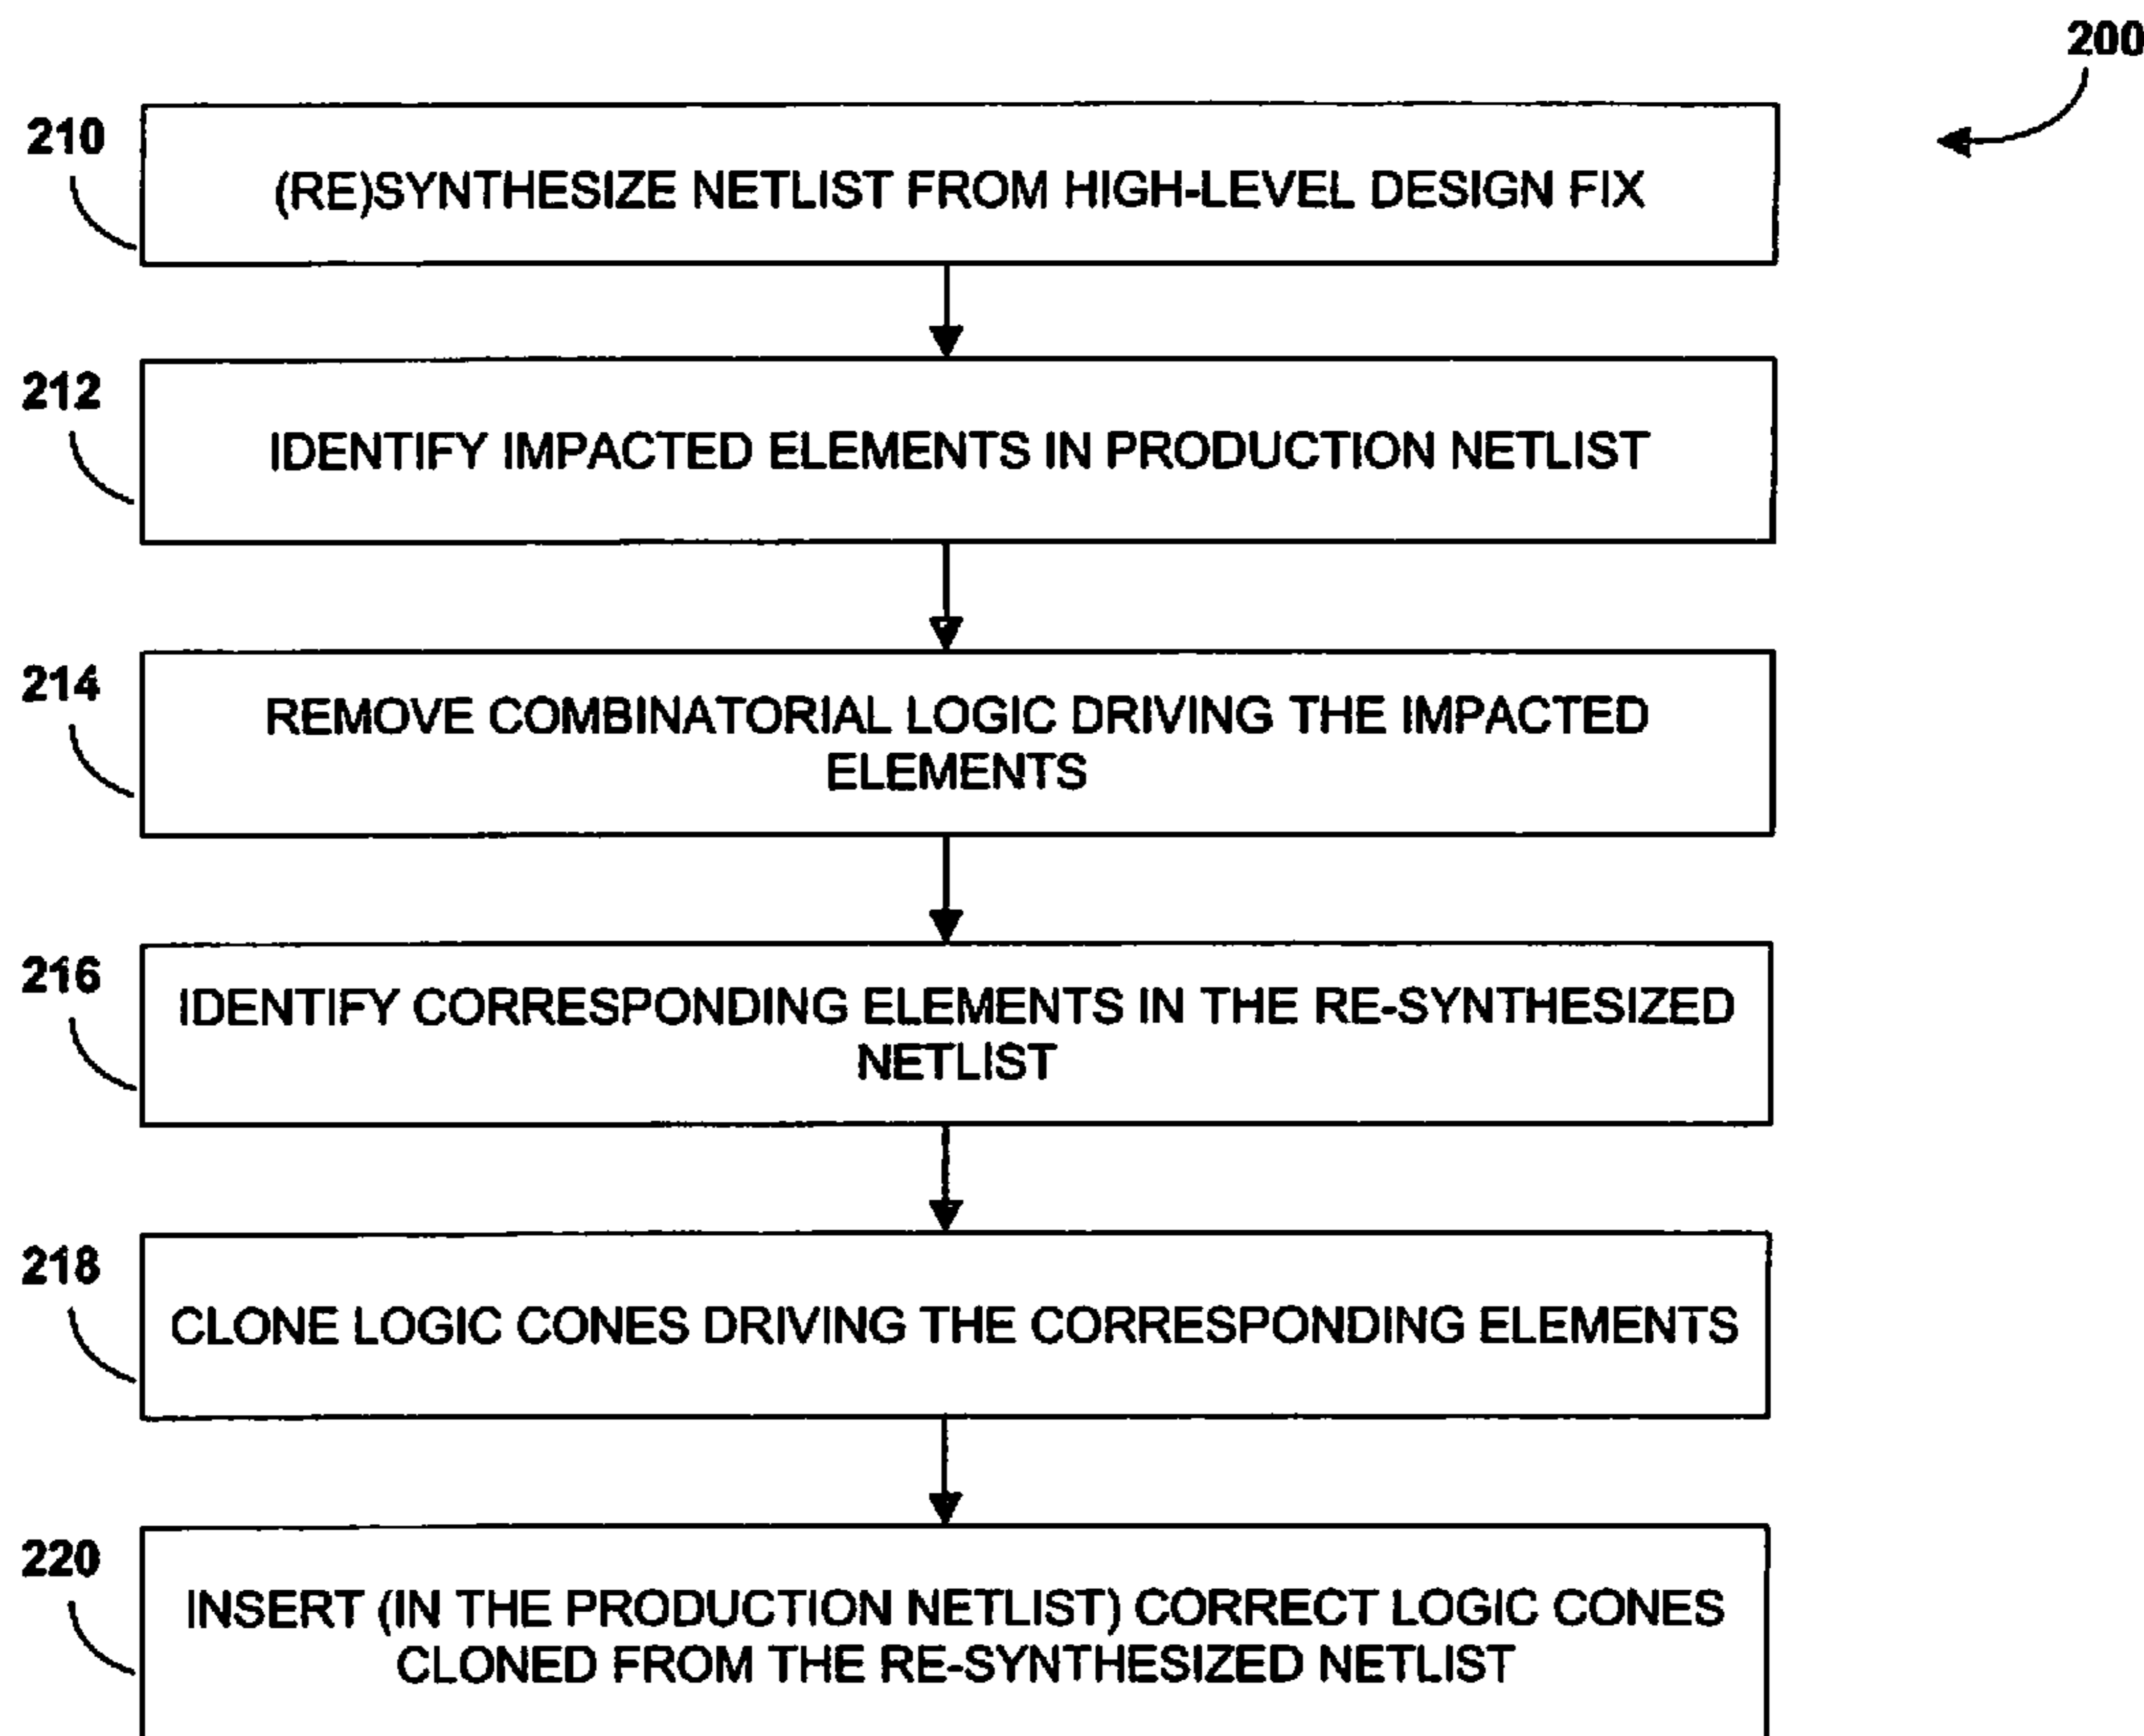 200
210
(RE)SYNTHESIZE NETLIST FROM HIGH-LEVEL DESIGN FIX
212
IDENTIFY IMPACTED ELEMENTS IN PRODUCTION NETLIST
214
REMOVE COMBINATORIAL LOGIC DRIVING THE IMPACTED
ELEMENTS
216
IDENTIFY CORRESPONDING ELEMENTS IN THE RE-SYNTHESIZED
NETLIST
218
CLONE LOGIC CONES DRIVING THE CORRESPONDING ELEMENTS
220
INSERT (IN THE PRODUCTION NETLIST) CORRECT LOGIC CONES
CLONED FROM THE RE-SYNTHESIZED NETLIST